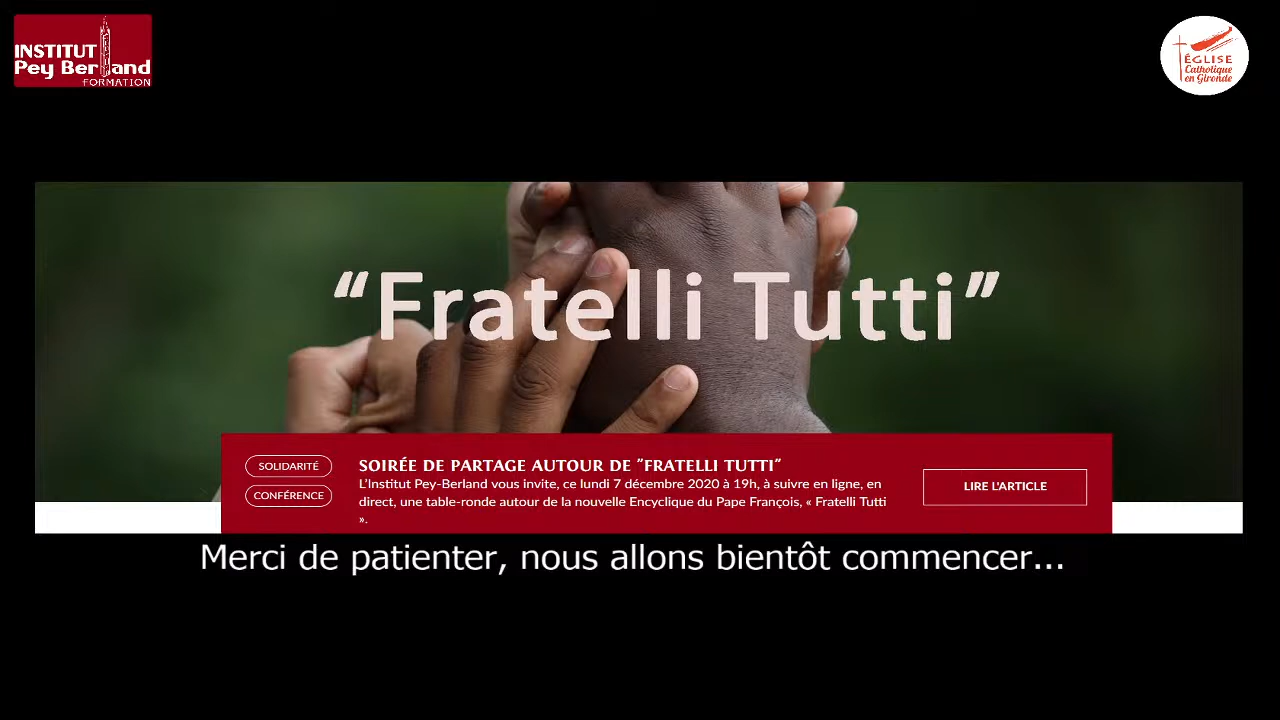 INSTITUT
Pey Berland
FORMATION
ÉGLISE
Catholique
en Gironde
“Fratelli Tutti”
SOLIDARITÉ
CONFÉRENCE
SOIRÉE DE PARTAGE AUTOUR DE "FRATELLI TUTTI"
L'Institut Pey-Berland vous invite, ce lundi 7 décembre 2020 à 19h, à suivre en ligne, en
direct, une table-ronde autour de la nouvelle Encyclique du Pape François, « Fratelli Tutti
».
LIRE L'ARTICLE
Merci de patienter, nous allons bientôt commencer...